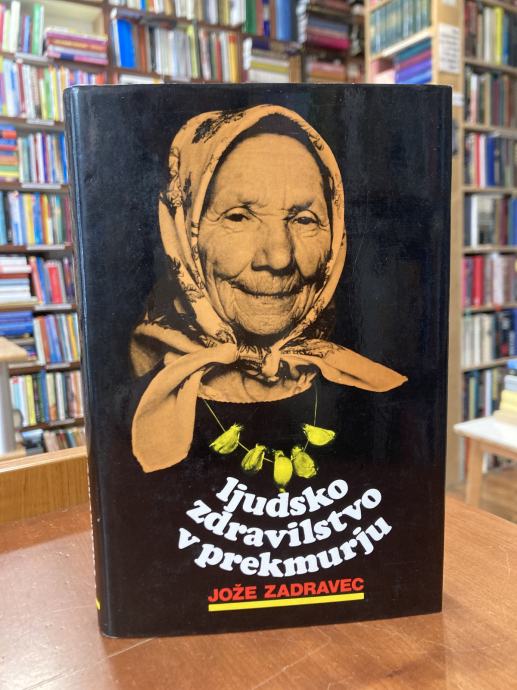 ljudsko
zdravilstvo
v prekmurju
JOŽE ZADRAVEC